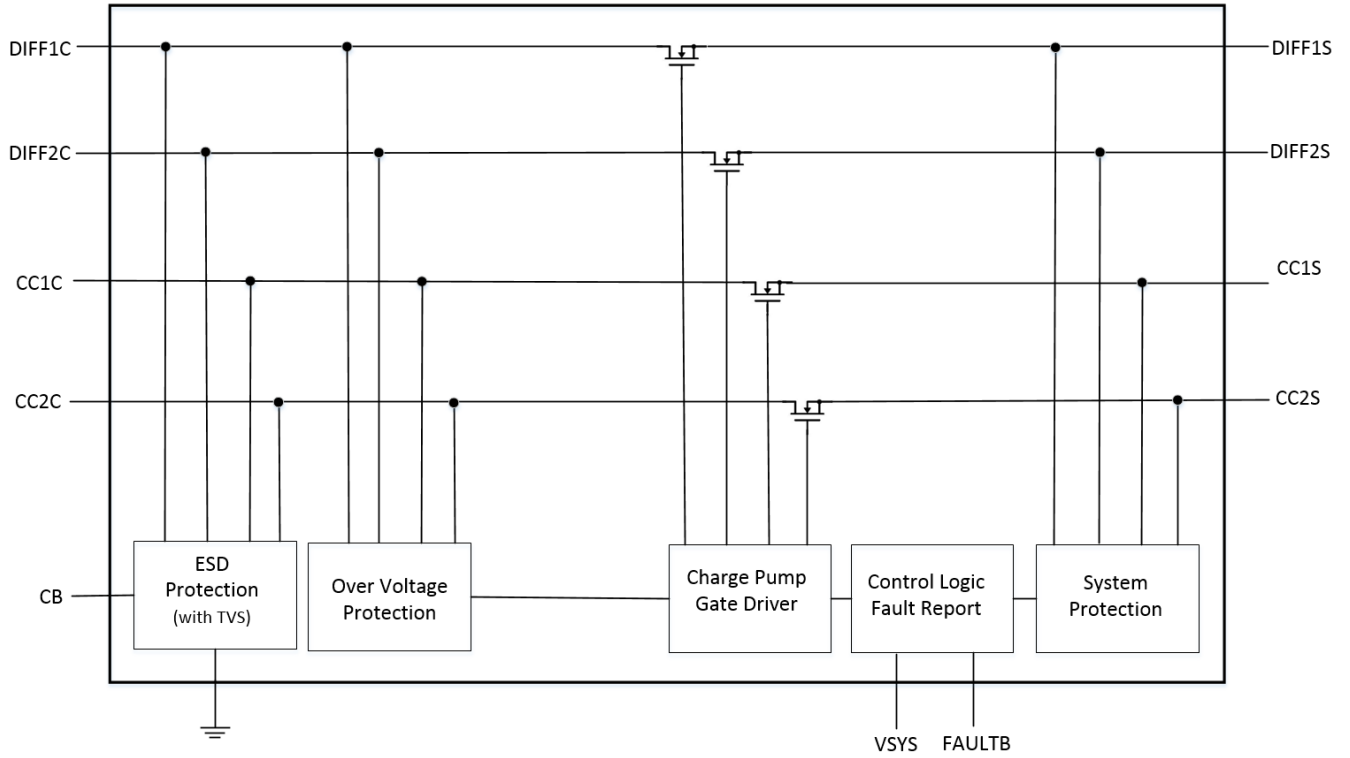 DIFF1C
DIFF1S
DIFF2C
DIFF2S
CC1C
CC1S
CC2C
CC2S
CB
ESD
Protection
(with TVS)
Over Voltage
Protection
Charge Pump
Gate Driver
Control Logic
Fault Report
System
Protection
VSYS
FAULTB